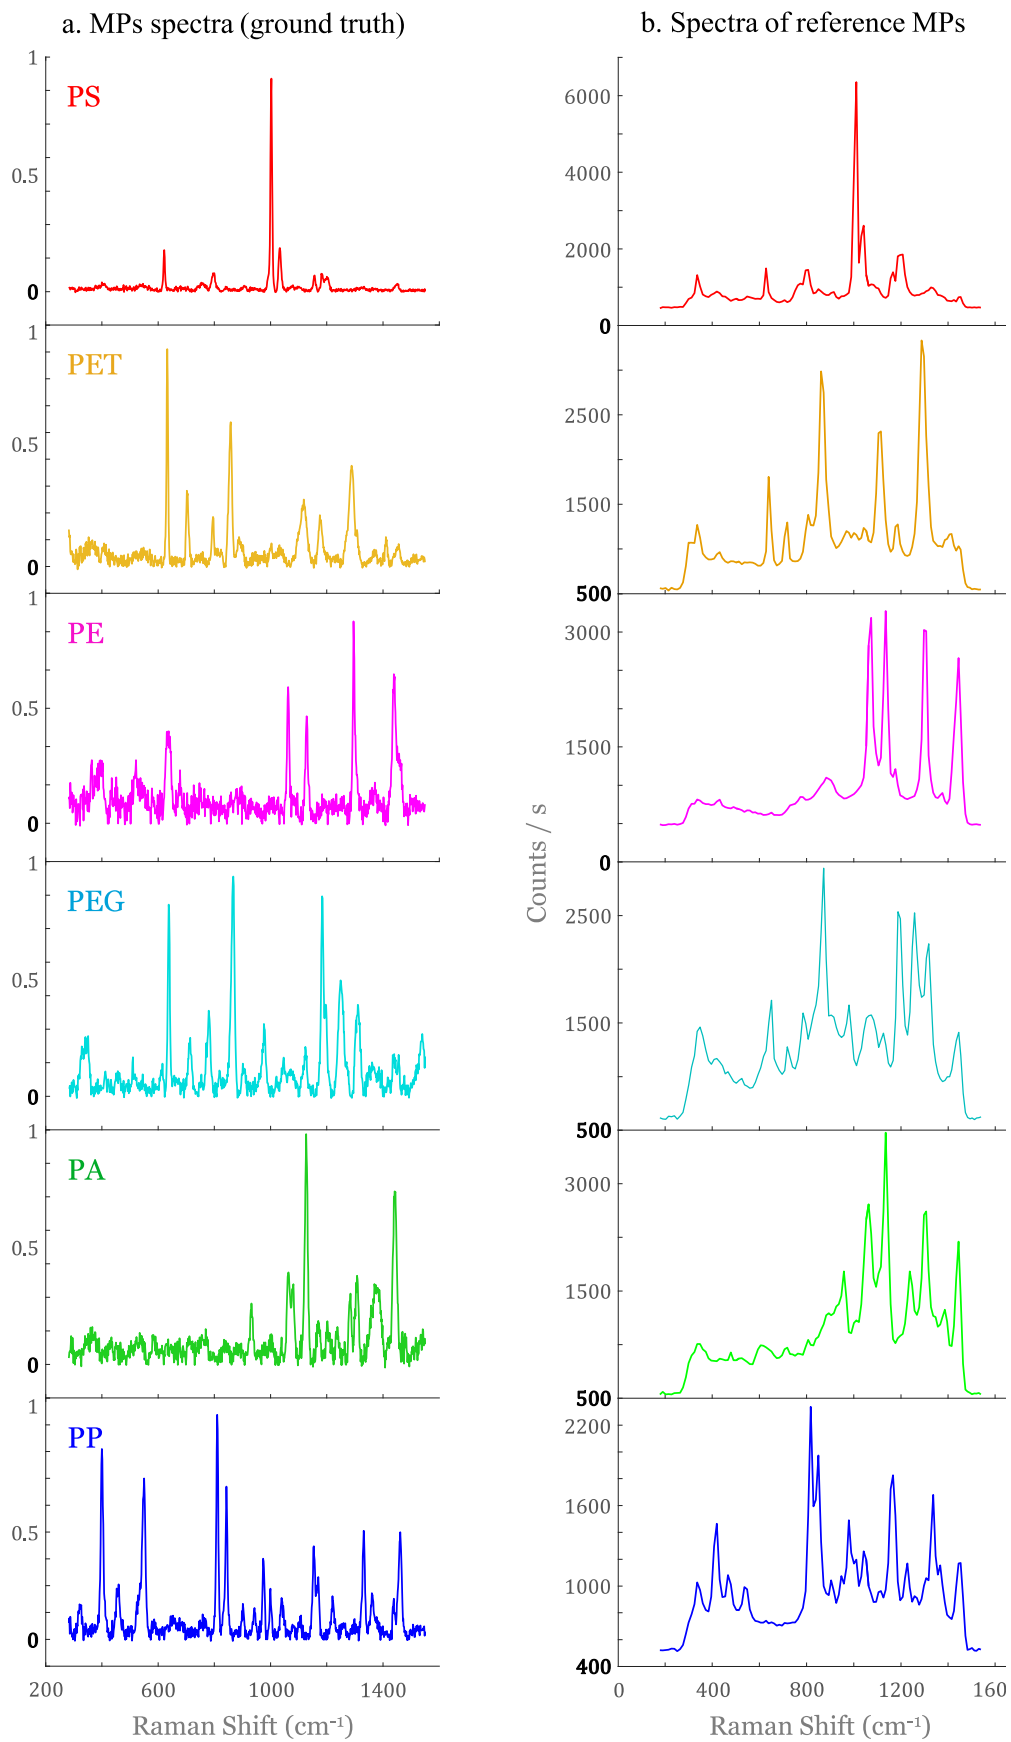 a. MPs spectra (ground truth)
b. Spectra of reference MPs
1
PS
0.5
0
1
PET
0.5
0
1
PE
0.5
0
1
PEG
0.5
0
1
PA
0.5
0
1
PP
0.5
0
200 600 1000 1400
Raman Shift (cm⁻¹)
Counts / s
6000
4000
2000
0
2500
1500
500
3000
1500
0
2500
1500
500
3000
1500
500
2200
1600
1000
400
0 400 800 1200 160
Raman Shift (cm⁻¹)